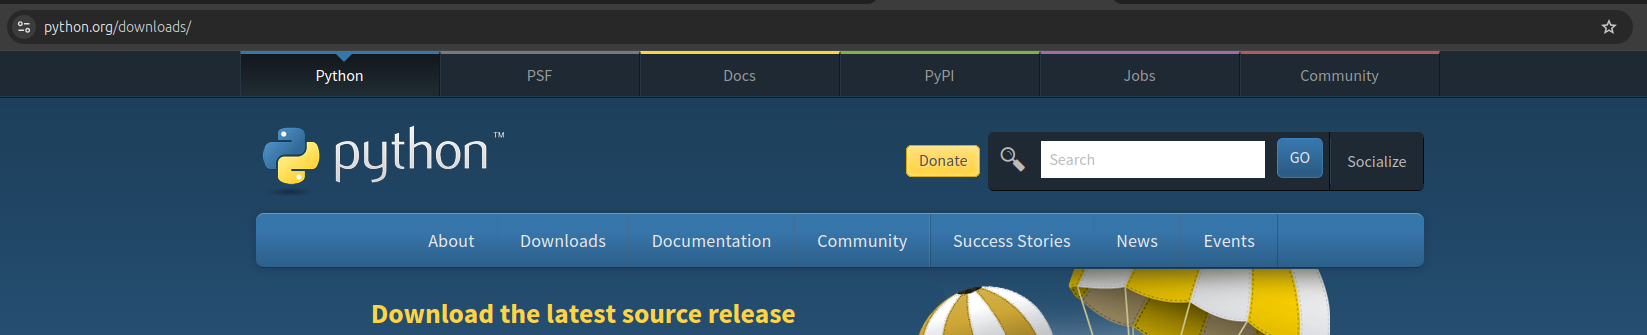 python.org/downloads/
Python PSF Docs PyPI Jobs Community
python™ Donate Search GO Socialize
About Downloads Documentation Community Success Stories News Events
Download the latest source release